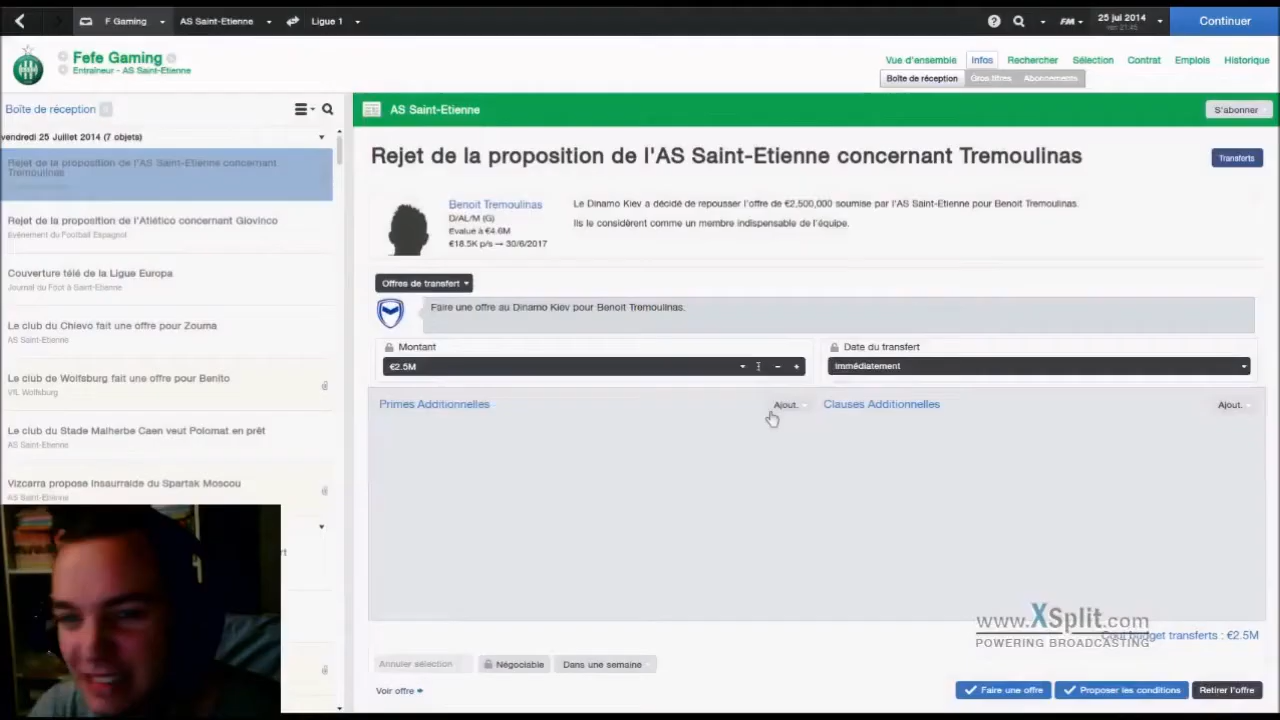 F Gaming
AS Saint-Etienne
Ligue 1
FM
25 jul 2014
Continuer
Fefe Gaming
Entraîneur - AS Saint-Etienne
Vue d'ensemble
Infos
Rechercher
Sélection
Contrat
Emplois
Historique
Boîte de réception
Gros titres
Abonnements
Boîte de réception
AS Saint-Etienne
S'abonner
vendredi 25 Juillet 2014 (7 objets)
Rejet de la proposition de l'AS Saint-Etienne concernant
Tremoulinas
Rejet de la proposition de l'AS Saint-Etienne concernant Tremoulinas
Transferts
Rejet de la proposition de l'Atlético concernant Giovinco
Evénement du Football Espagnol
Couverture télé de la Ligue Europa
Journal du Foot à Saint-Etienne
Le club du Chievo fait une offre pour Zouma
AS Saint-Etienne
Le club de Wolfsburg fait une offre pour Benito
VfL Wolfsburg
Le club du Stade Malherbe Caen veut Polomat en prêt
AS Saint-Etienne
Vizcarra propose Insaurralde du Spartak Moscou
AS Saint-Etienne
Benoit Tremoulinas
D/AL/M (G)
Evalué à €4.6M
€18.5K p/s → 30/6/2017
Le Dinamo Kiev a décidé de repousser l'offre de €2,500,000 soumise par l'AS Saint-Etienne pour Benoit Tremoulinas.
Ils le considèrent comme un membre indispensable de l'équipe.
Offres de transfert
Faire une offre au Dinamo Kiev pour Benoit Tremoulinas.
Montant
€2.5M
Date du transfert
Immédiatement
Primes Additionnelles
Ajout.
Clauses Additionnelles
Ajout.
www.XSplit.com
POWERING BROADCASTING
budget transferts : €2.5M
Annuler sélection
Négociable
Dans une semaine
Voir offre
Faire une offre
Proposer les conditions
Retirer l'offre